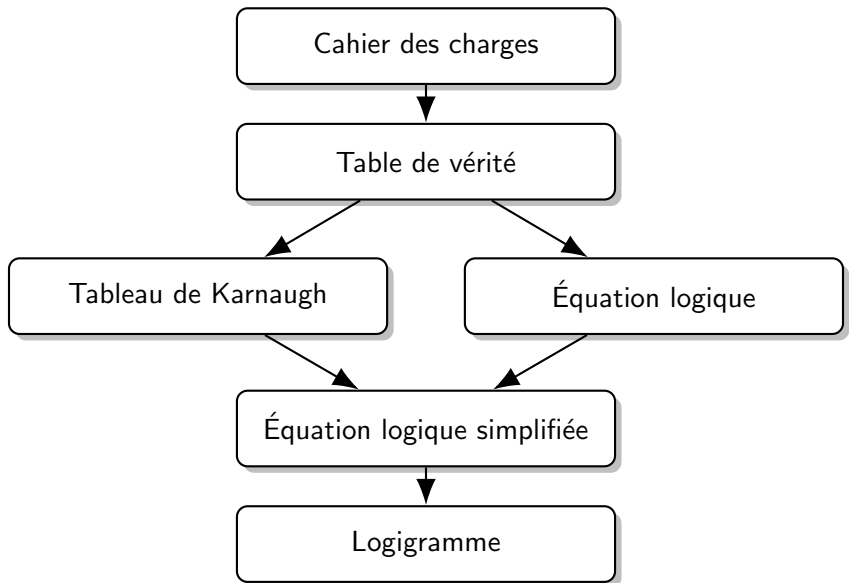 Cahier des charges
Table de vérité
Tableau de Karnaugh
Équation logique
Équation logique simplifiée
Logigramme